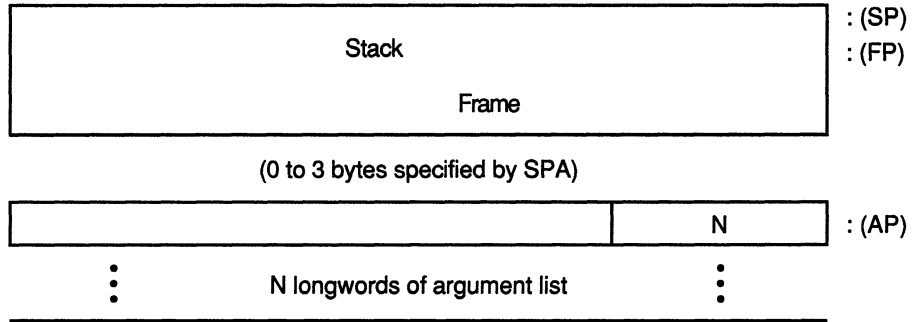 : (SP)
Stack : (FP)
Frame
(0 to 3 bytes specified by SPA)
N : (AP)
N longwords of argument list